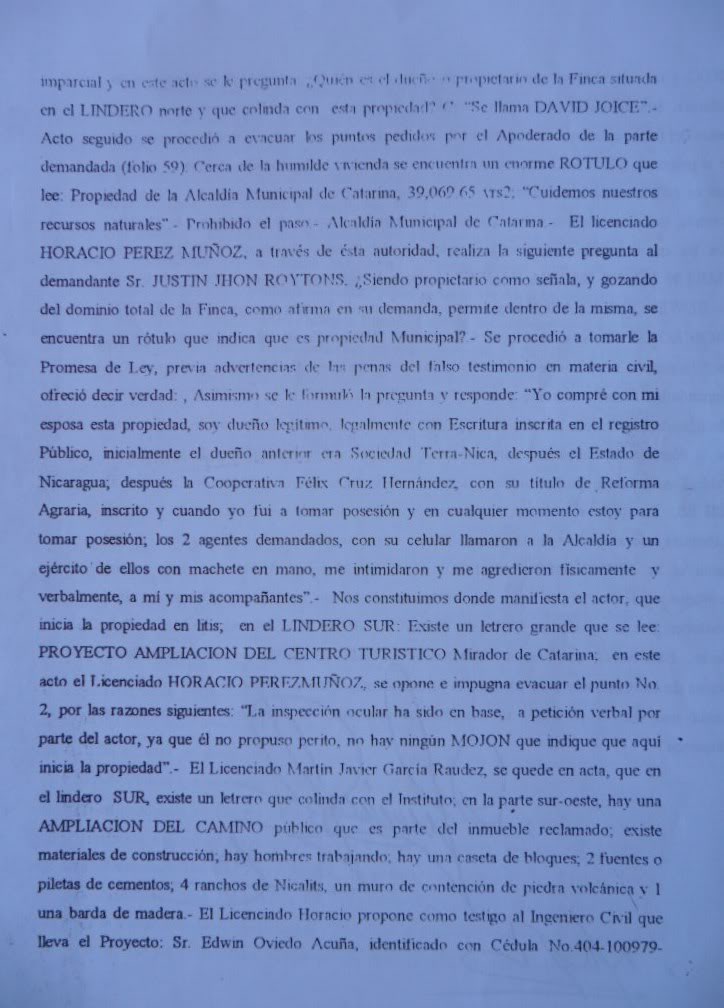 imparcial y en este acto se le pregunta ¿Quién es el dueño o propietario de la Finca situada
en el LINDERO norte y que colinda con esta propiedad? C. "Se llama DAVID JOICE".-
Acto seguido se procedió a evacuar los puntos pedidos por el Apoderado de la parte
demandada (folio 59). Cerca de la humilde vivienda se encuentra un enorme ROTULO que
lee: Propiedad de la Alcaldía Municipal de Catarina, 39,069.65 vrs2; "Cuidemos nuestros
recursos naturales".- Prohibido el paso.- Alcaldía Municipal de Catarina.- El licenciado
HORACIO PEREZ MUÑOZ, a través de ésta autoridad, realiza la siguiente pregunta al
demandante Sr. JUSTIN JHON ROYTONS. ¿Siendo propietario como señala, y gozando
del dominio total de la Finca, como afirma en su demanda, permite dentro de la misma, se
encuentra un rótulo que indica que es propiedad Municipal?.- Se procedió a tomarle la
Promesa de Ley, previa advertencias de las penas del falso testimonio en materia civil,
ofreció decir verdad: , Asimismo se le formuló la pregunta y responde: "Yo compré con mi
esposa esta propiedad, soy dueño legítimo, legalmente con Escritura inscrita en el registro
Público, inicialmente el dueño anterior era Sociedad Terra-Nica, después el Estado de
Nicaragua; después la Cooperativa Félix Cruz Hernández, con su título de Reforma
Agraria, inscrito y cuando yo fui a tomar posesión y en cualquier momento estoy para
tomar posesión; los 2 agentes demandados, con su celular llamaron a la Alcaldía y un
ejército de ellos con machete en mano, me intimidaron y me agredieron físicamente y
verbalmente, a mí y mis acompañantes".- Nos constituimos donde manifiesta el actor, que
inicia la propiedad en litis; en el LINDERO SUR: Existe un letrero grande que se lee:
PROYECTO AMPLIACION DEL CENTRO TURISTICO Mirador de Catarina; en este
acto el Licenciado HORACIO PEREZMUÑOZ, se opone e impugna evacuar el punto No.
2, por las razones siguientes: "La inspección ocular ha sido en base, a petición verbal por
parte del actor, ya que él no propuso perito, no hay ningún MOJON que indique que aquí
inicia la propiedad".- El Licenciado Martín Javier García Raudez, se quede en acta, que en
el lindero SUR, existe un letrero que colinda con el Instituto; en la parte sur-oeste, hay una
AMPLIACION DEL CAMINO público que es parte del inmueble reclamado; existe
materiales de construcción; hay hombres trabajando; hay una caseta de bloques; 2 fuentes o
piletas de cementos; 4 ranchos de Nicalits, un muro de contención de piedra volcánica y 1
una barda de madera.- El Licenciado Horacio propone como testigo al Ingeniero Civil que
lleva el Proyecto: Sr. Edwin Oviedo Acuña, identificado con Cédula No.404-100979-